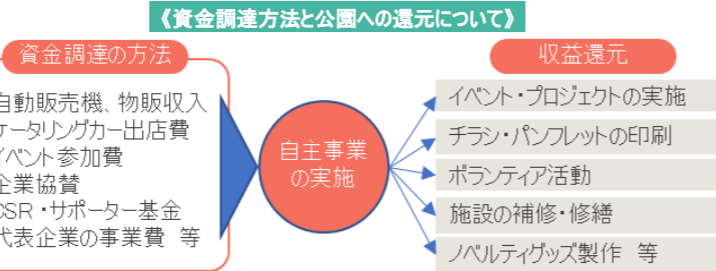 《資金調達方法と公園への還元について》
資金調達の方法
自動販売機、物販収入
ケータリングカー出店費
イベント参加費
企業協賛
CSR・サポーター基金
代表企業の事業費 等
自主事業
の実施
収益還元
イベント・プロジェクトの実施
チラシ・パンフレットの印刷
ボランティア活動
施設の補修・修繕
ノベルティグッズ製作 等